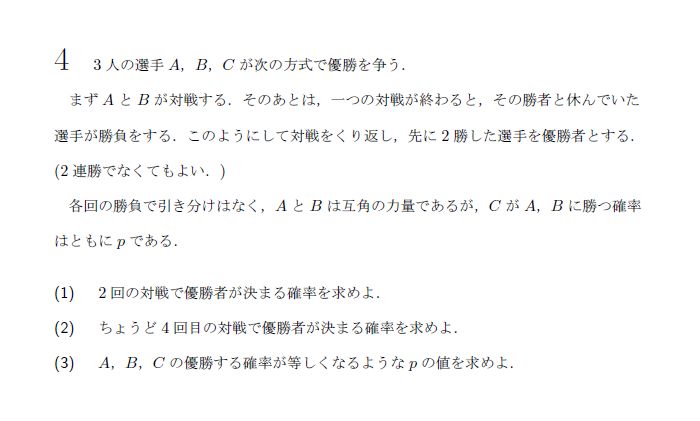 4 3人の選手 A，B，C が次の方式で優勝を争う．
まず A と B が対戦する．そのあとは，一つの対戦が終わると，その勝者と休んでいた
選手が勝負をする．このようにして対戦をくり返し，先に 2 勝した選手を優勝者とする．
(2 連勝でなくてもよい．)
各回の勝負で引き分けはなく，A と B は互角の力量であるが，C が A，B に勝つ確率
はともに p である．
(1) 2 回の対戦で優勝者が決まる確率を求めよ．
(2) ちょうど 4 回目の対戦で優勝者が決まる確率を求めよ．
(3) A，B，C の優勝する確率が等しくなるような p の値を求めよ．